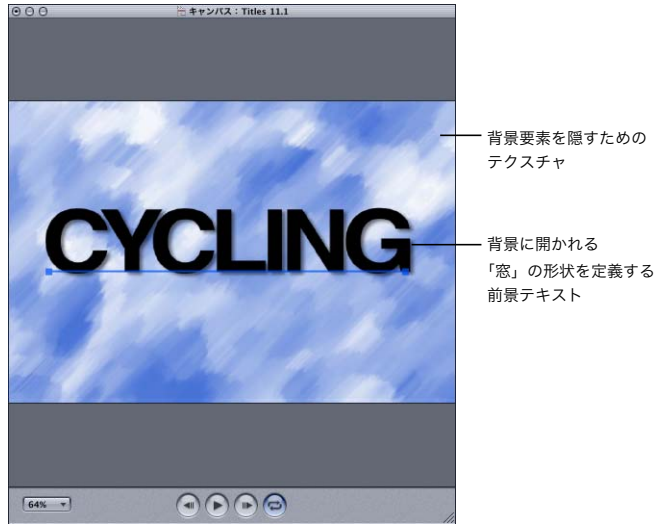 キャンバス：Titles 11.1
背景要素を隠すための
テクスチャ
CYCLING
背景に開かれる
「窓」の形状を定義する
前景テキスト
64%